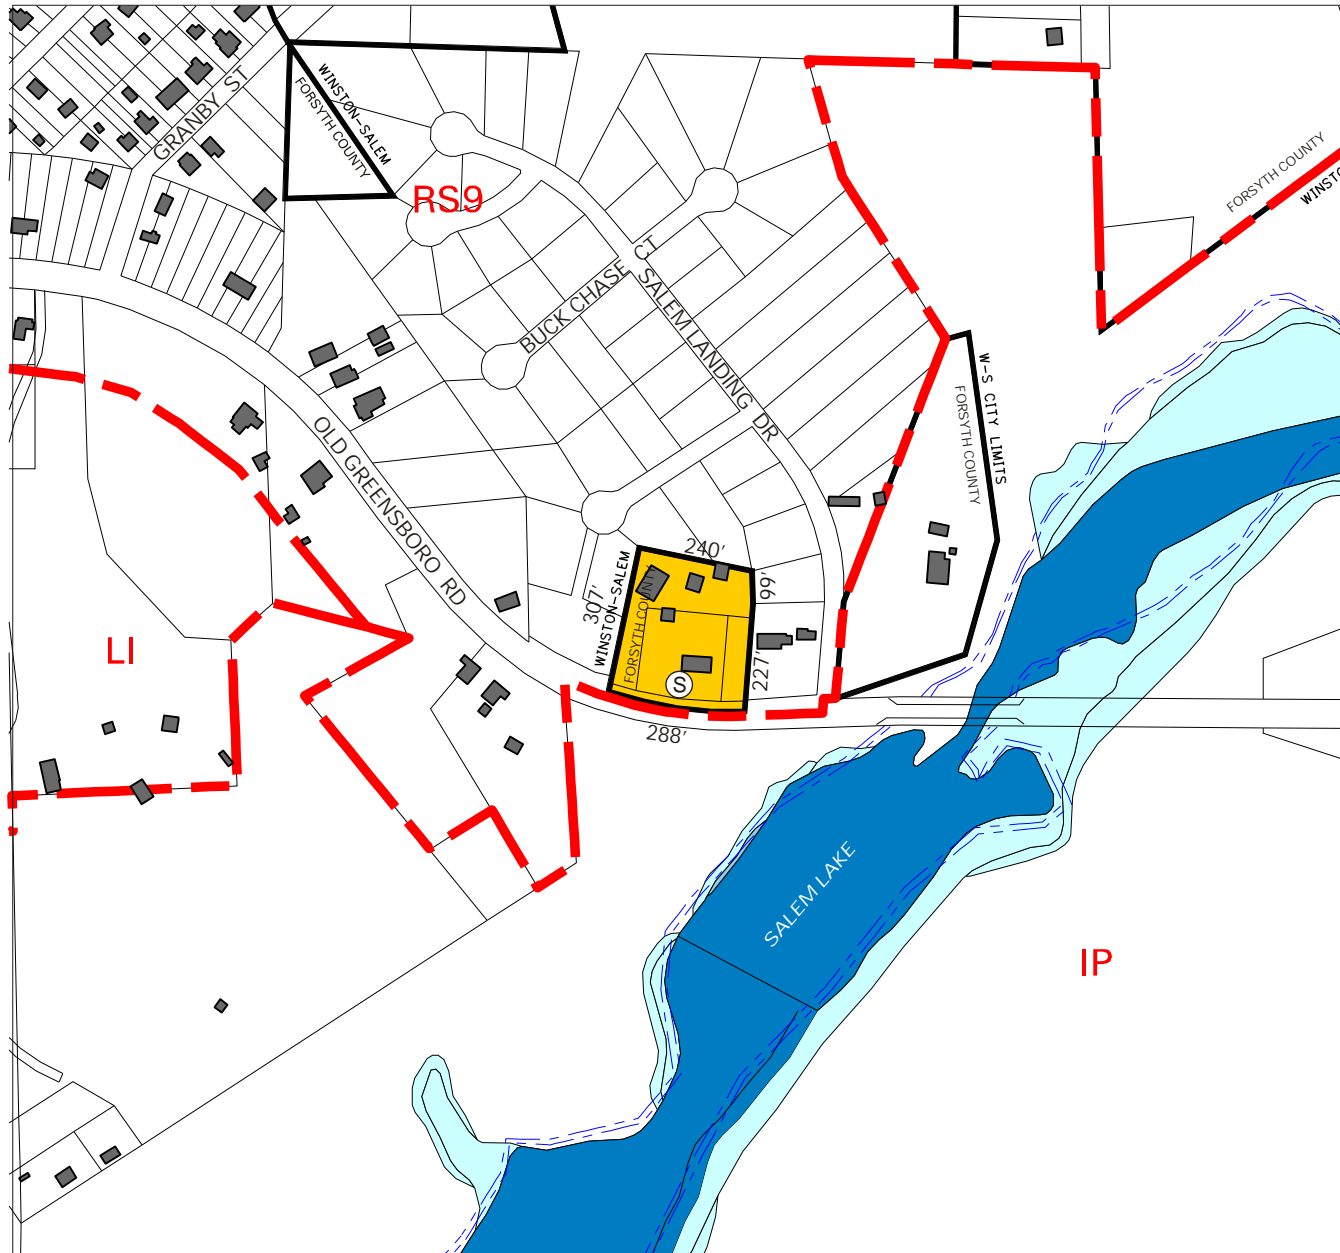 GRANBY ST
WINSTON-SALEM
FORSYTH COUNTY
RS9
FORSYTH COUNTY
BUCK CHASE CT
SALEM LANDING DR
W-S CITY LIMITS
FORSYTH COUNTY
OLD GREENSBORO RD
240'
99'
307'
WINSTON-SALEM
FORSYTH COUNTY
227'
S
288'
LI
SALEM LAKE
IP